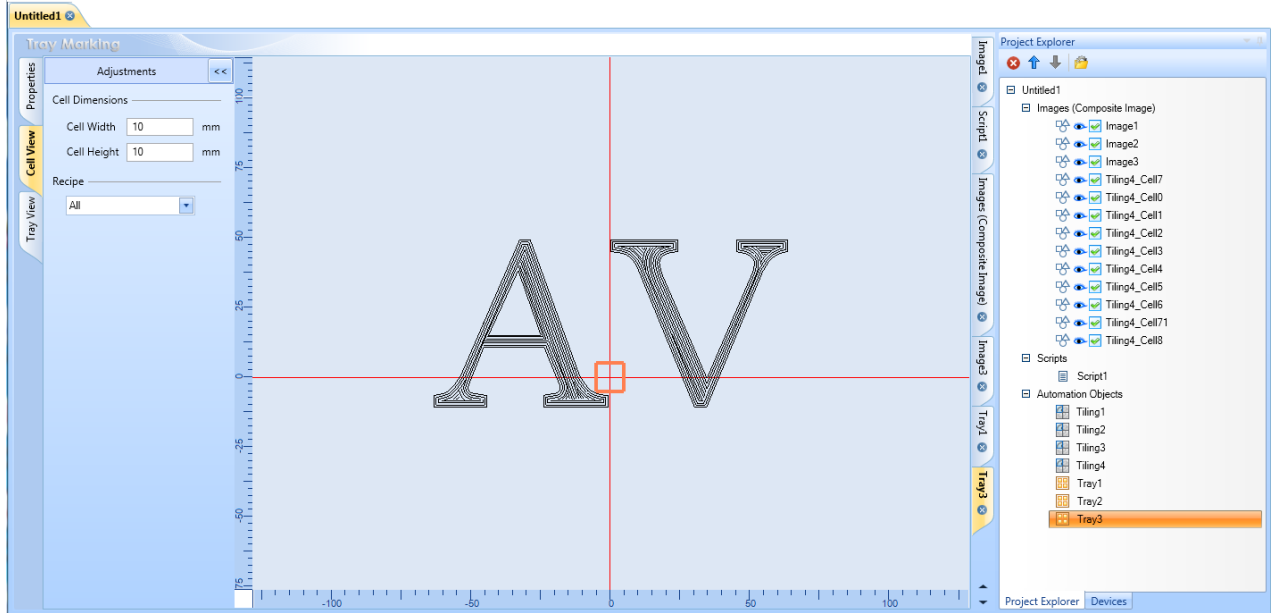 Untitled1
Tray Marking
Properties
Cell View
Tray View
Adjustments
<<
Cell Dimensions
Cell Width 10 mm
Cell Height 10 mm
Recipe
All
100
75
50
25
0
-25
-50
-75
-100
-50
0
50
100
AV
Image1
Script1
Images (Composite Image)
Image3
Tray1
Tray3
Project Explorer
Untitled1
Images (Composite Image)
Image1
Image2
Image3
Tiling4_Cell7
Tiling4_Cell0
Tiling4_Cell1
Tiling4_Cell2
Tiling4_Cell3
Tiling4_Cell4
Tiling4_Cell5
Tiling4_Cell6
Tiling4_Cell71
Tiling4_Cell8
Scripts
Script1
Automation Objects
Tiling1
Tiling2
Tiling3
Tiling4
Tray1
Tray2
Tray3
Project Explorer Devices